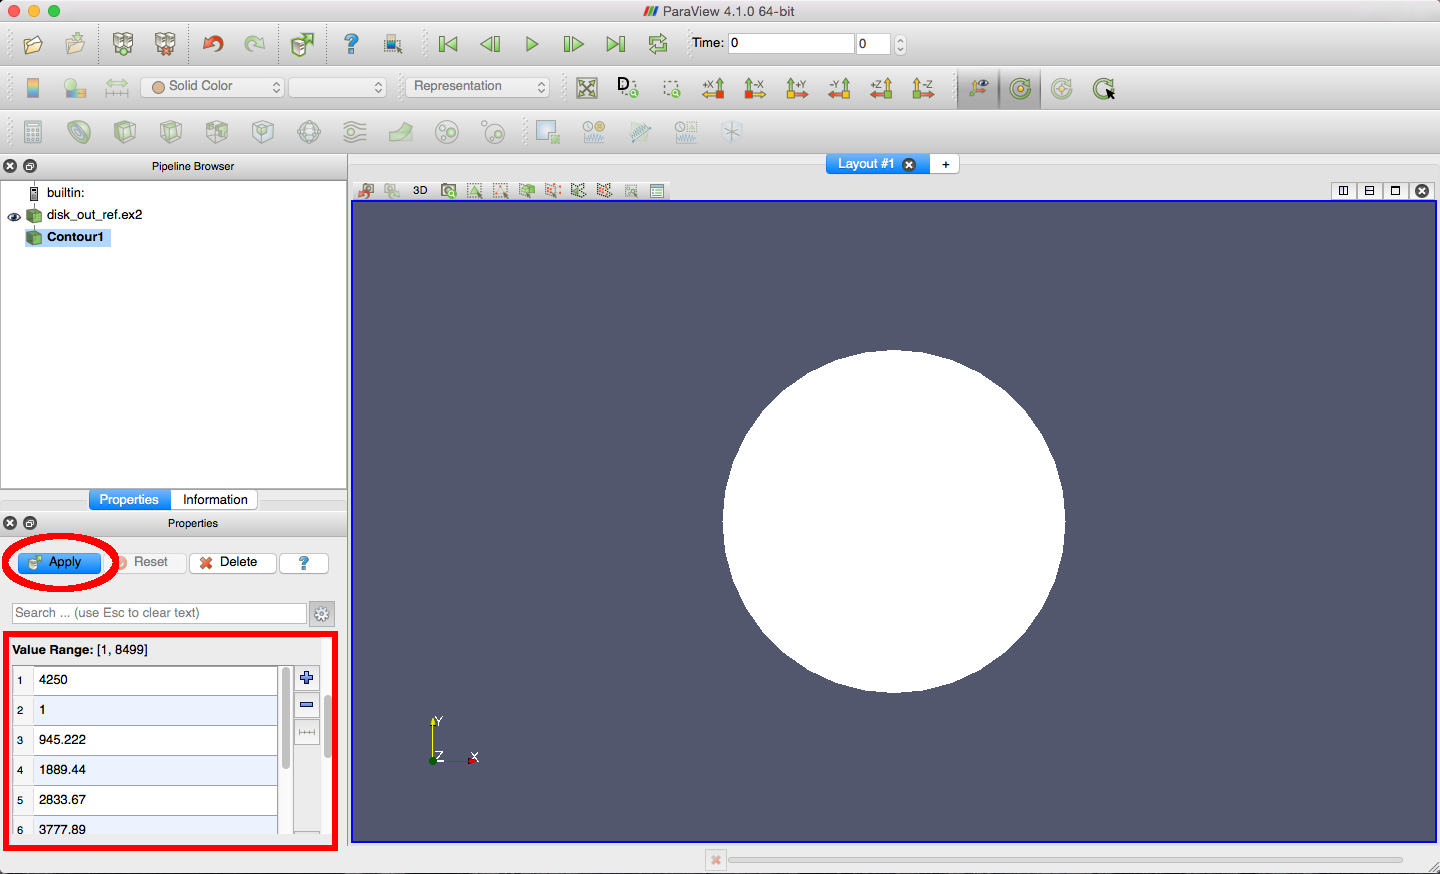 ParaView 4.1.0 64-bit
Time: 0 0
Solid Color Representation D +X -X +Y -Y +Z -Z
Pipeline Browser
Layout #1 +
builtin:
disk_out_ref.ex2
Contour1
3D
Properties Information
Properties
Apply Reset Delete ?
Search ... (use Esc to clear text)
Value Range: [1, 8499]
1 4250
2 1
3 945.222
4 1889.44
5 2833.67
6 3777.89
Y
Z X